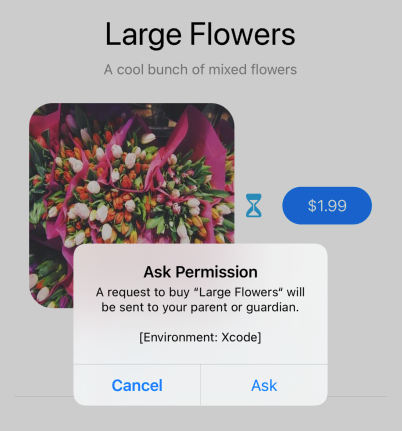 Large Flowers
A cool bunch of mixed flowers
$1.99
Ask Permission
A request to buy “Large Flowers“ will
be sent to your parent or guardian.
[Environment: Xcode]
Cancel
Ask